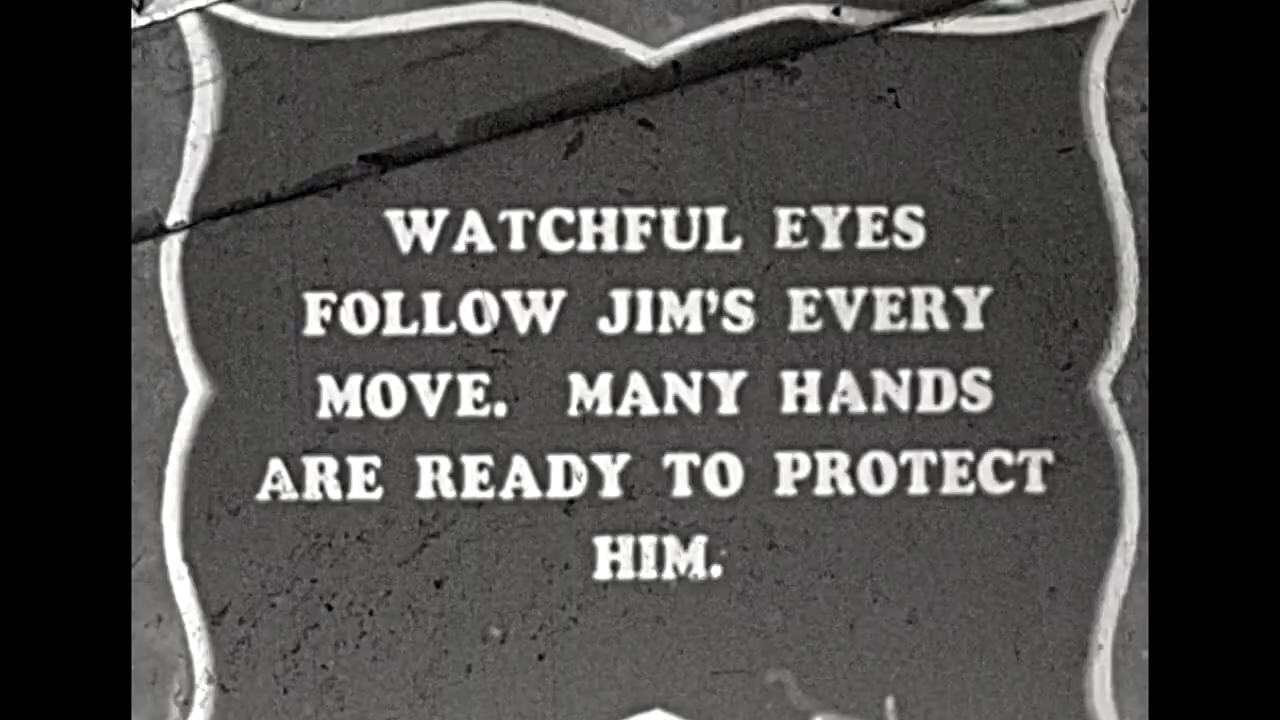 WATCHFUL EYES
FOLLOW JIM'S EVERY
MOVE. MANY HANDS
ARE READY TO PROTECT
HIM.